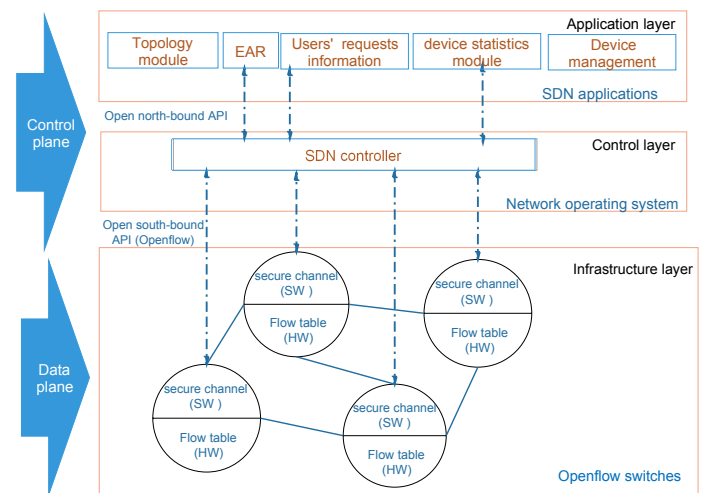 Application layer
Topology
module
EAR
Users' requests
information
device statistics
module
Device
management
SDN applications
Open north-bound API
Control
plane
Control layer
SDN controller
Network operating system
Open south-bound
API (Openflow)
Infrastructure layer
secure channel
(SW )
Flow table
(HW)
secure channel
(SW )
Flow table
(HW)
Data
plane
secure channel
(SW )
Flow table
(HW)
secure channel
(SW )
Flow table
(HW)
Openflow switches